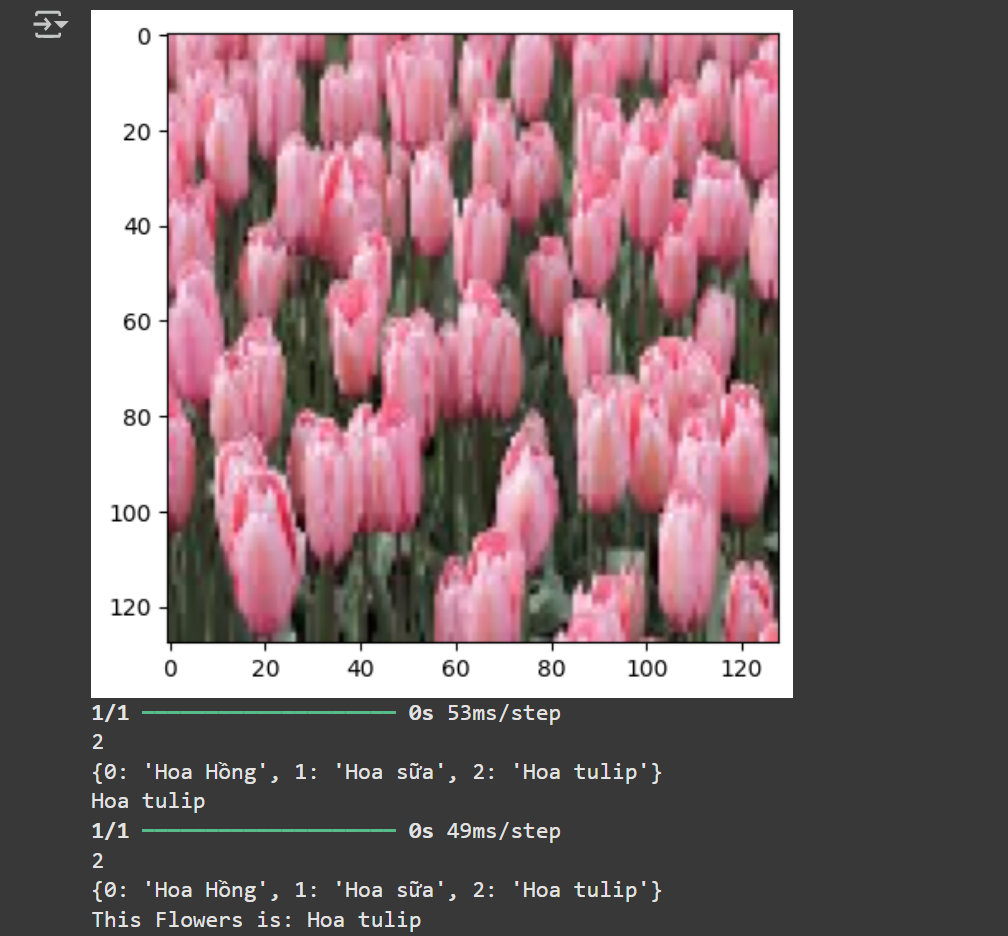 0
20
40
60
80
100
120
0 20 40 60 80 100 120
1/1 ━━━━━━━━━━━━━━━━━━━━ 0s 53ms/step
2
{0: 'Hoa Hồng', 1: 'Hoa sữa', 2: 'Hoa tulip'}
Hoa tulip
1/1 ━━━━━━━━━━━━━━━━━━━━ 0s 49ms/step
2
{0: 'Hoa Hồng', 1: 'Hoa sữa', 2: 'Hoa tulip'}
This Flowers is: Hoa tulip